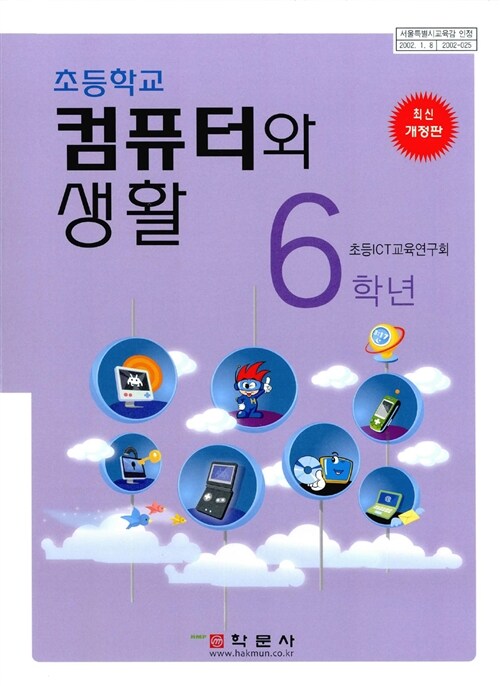 서울특별시교육감 인정
2002. 1. 8 2002-025
초등학교
컴퓨터와
생활
최신
개정판
6
학년
초등ICT교육연구회
학문사
www.hakmun.co.kr